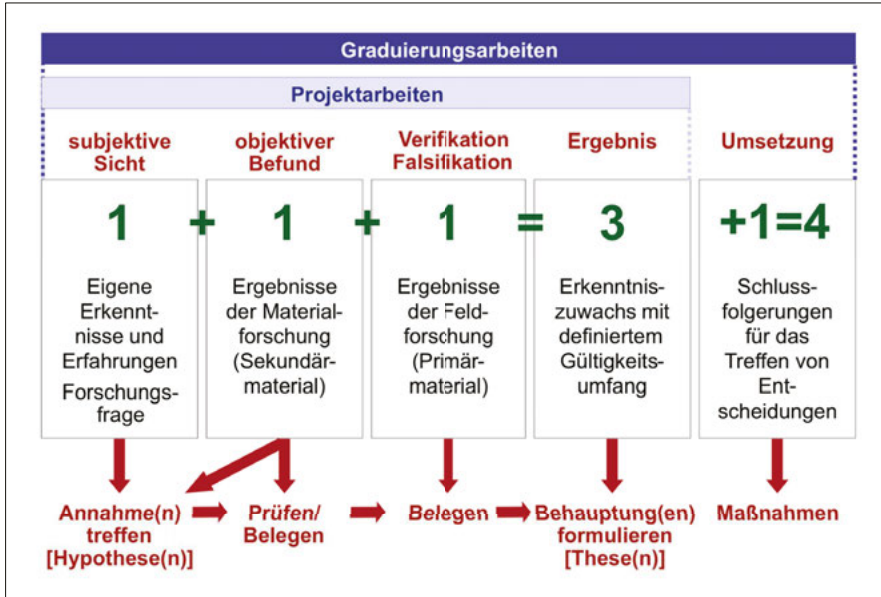 Graduierungsarbeiten
Projektarbeiten
subjektive
Sicht
objektiver
Befund
Verifikation
Falsifikation
Ergebnis
Umsetzung
1 + 1 + 1 = 3 +1=4
Eigene
Erkennt-
nisse und
Erfahrungen
Forschungs-
frage
Ergebnisse
der Material-
forschung
(Sekundär-
material)
Ergebnisse
der Feld-
forschung
(Primär-
material)
Erkenntnis-
zuwachs mit
definiertem
Gültigkeits-
umfang
Schluss-
folgerungen
für das
Treffen von
Ent-
scheidungen
Annahme(n)
treffen
[Hypothese(n)]
Prüfen/
Belegen
Belegen
Behauptung(en)
formulieren
[These(n)]
Maßnahmen